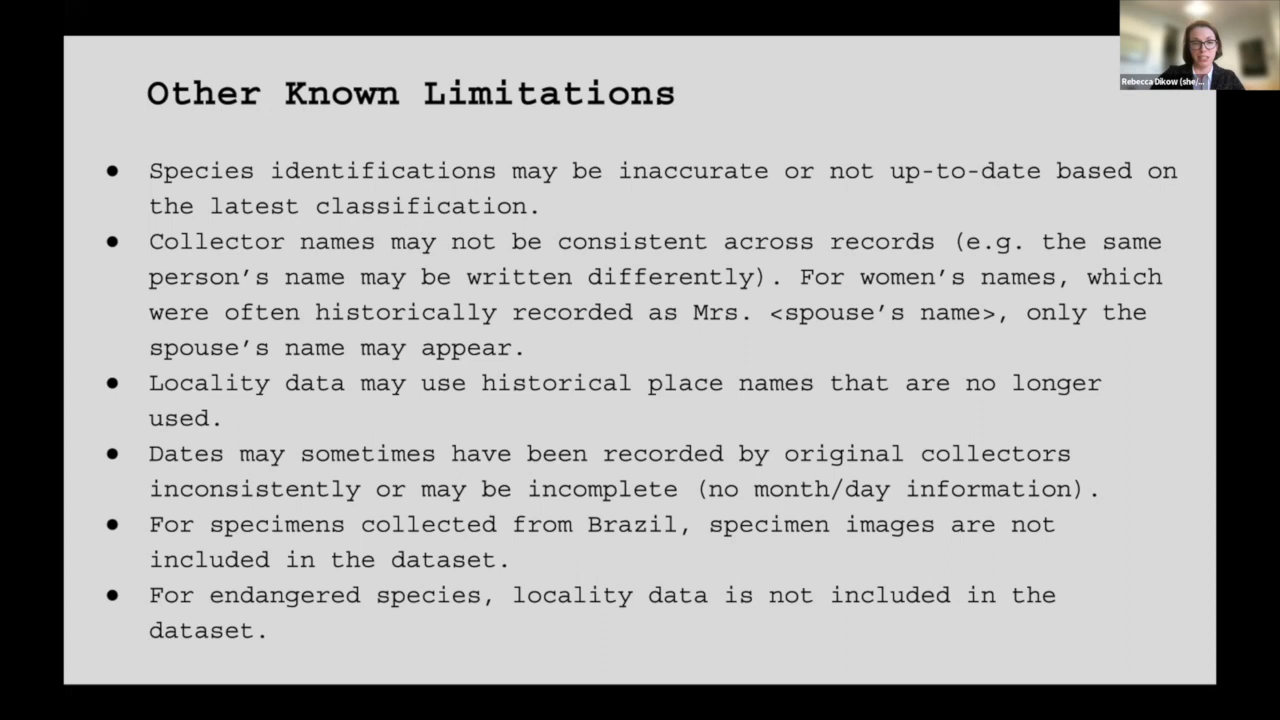 Other Known Limitations
Rebecca Dikow (she/...
● Species identifications may be inaccurate or not up-to-date based on
the latest classification.
● Collector names may not be consistent across records (e.g. the same
person’s name may be written differently). For women’s names, which
were often historically recorded as Mrs. <spouse’s name>, only the
spouse’s name may appear.
● Locality data may use historical place names that are no longer
used.
● Dates may sometimes have been recorded by original collectors
inconsistently or may be incomplete (no month/day information).
● For specimens collected from Brazil, specimen images are not
included in the dataset.
● For endangered species, locality data is not included in the
dataset.